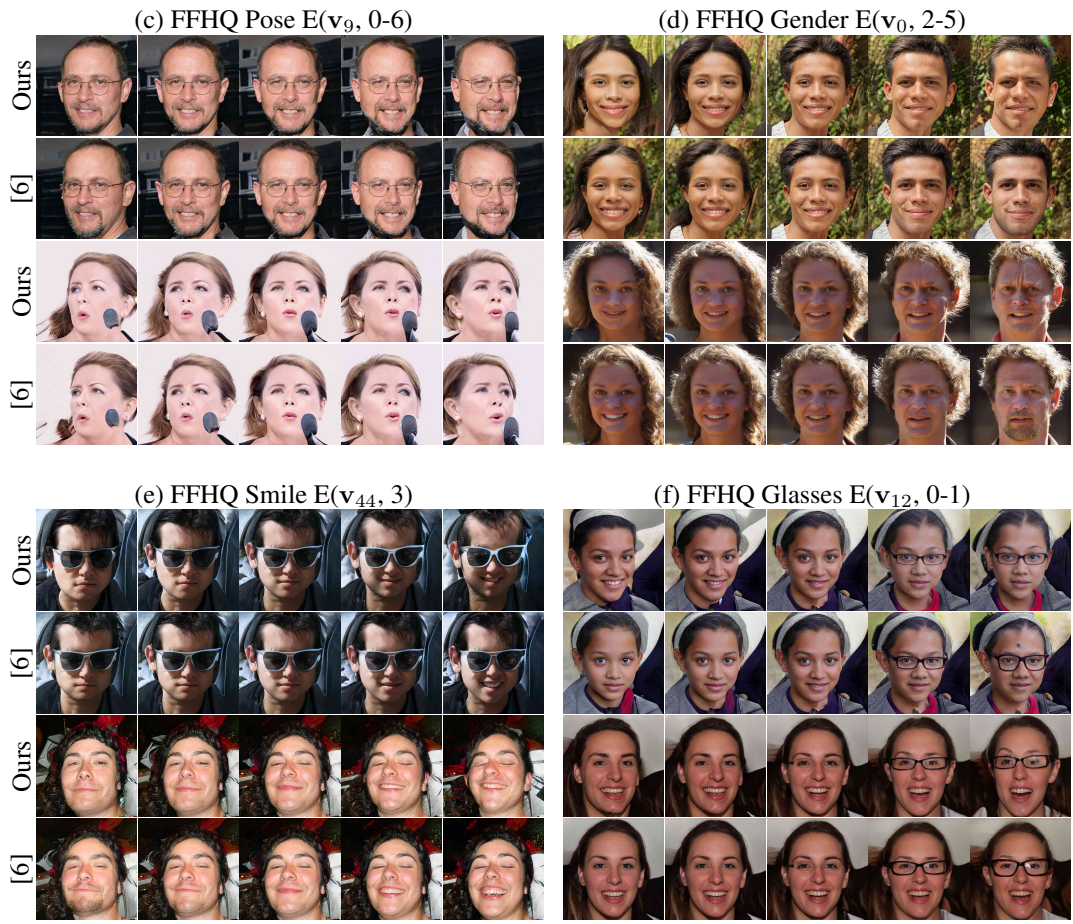 (c) FFHQ Pose E(v₉, 0-6)
Ours
[6]
Ours
[6]
(d) FFHQ Gender E(v₀, 2-5)
(e) FFHQ Smile E(v₄₄, 3)
Ours
[6]
Ours
[6]
(f) FFHQ Glasses E(v₁₂, 0-1)